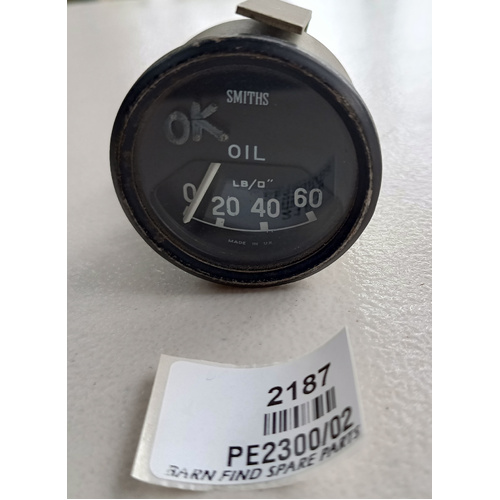 SMITHS
OK.
OIL
LB/□"
0 20 40 60
MADE IN GB
2187
PE2300/02
BARN FIND SPARE PARTS